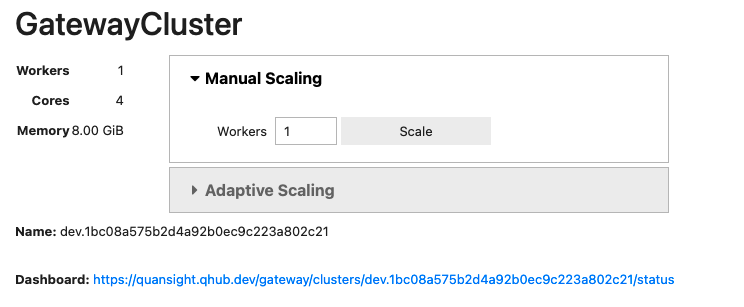 GatewayCluster
Workers 1
Cores 4
Memory 8.00 GiB
Manual Scaling
Workers 1 Scale
Adaptive Scaling
Name: dev.1bc08a575b2d4a92b0ec9c223a802c21
Dashboard: https://quansight.qhub.dev/gateway/clusters/dev.1bc08a575b2d4a92b0ec9c223a802c21/status